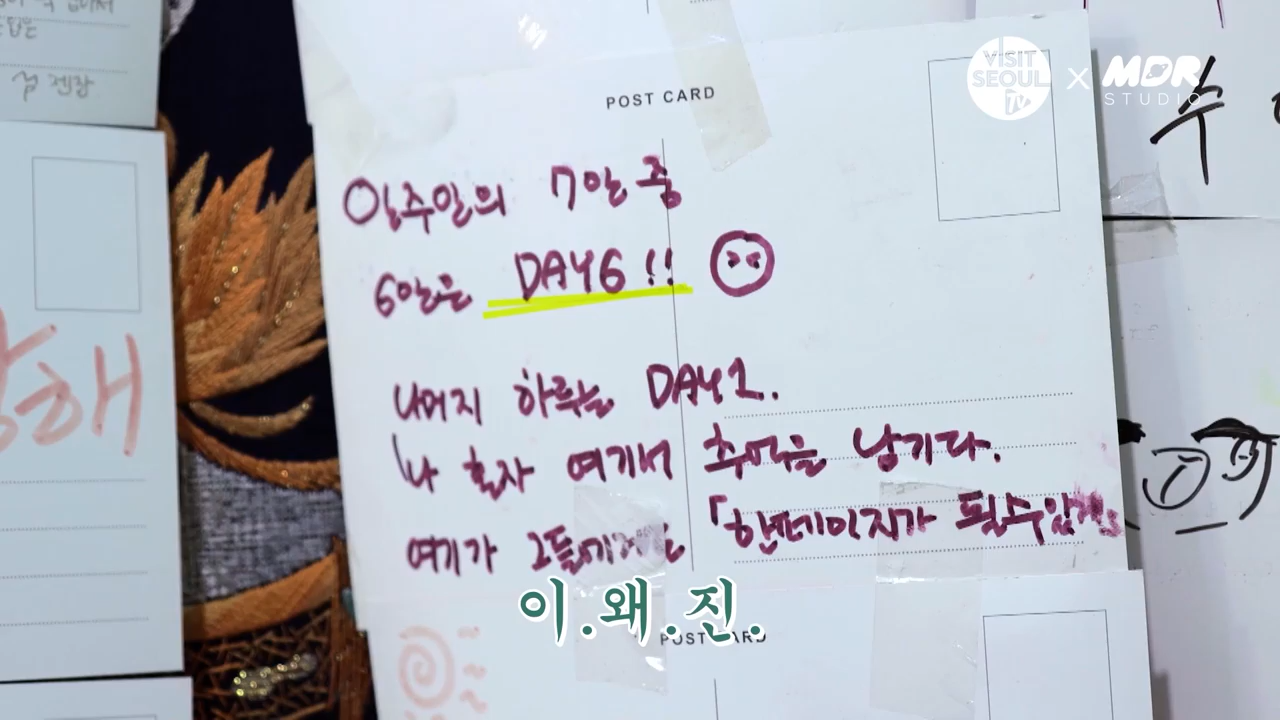 VISIT SEOUL TV X MDR STUDIO
POST CARD
일주일의 7일 중
6일은 DAY6 !!
나머지 하루는 DAY1.
나 혼자 여기서 추억을 남기다.
여기가 그들에게는 「한페이지가 될수있게」
이.왜.진.
POST CARD